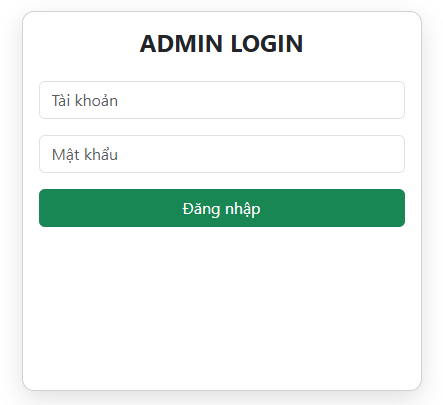 ADMIN LOGIN
Tài khoản
Mật khẩu
Đăng nhập